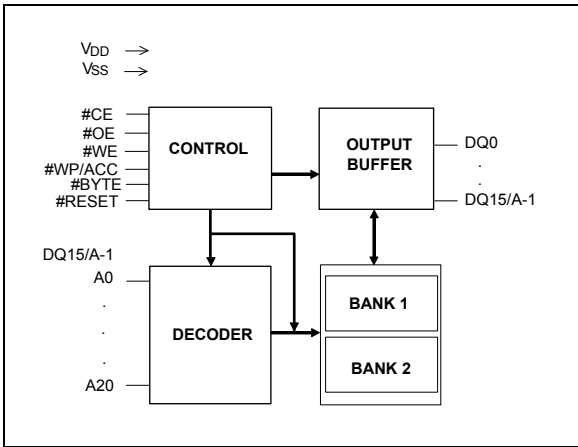 VDD
VSS
#CE
#OE
#WE
#WP/ACC
#BYTE
#RESET
CONTROL
OUTPUT
BUFFER
DQ0
.
.
DQ15/A-1
DQ15/A-1
A0
.
.
.
A20
DECODER
BANK 1
BANK 2